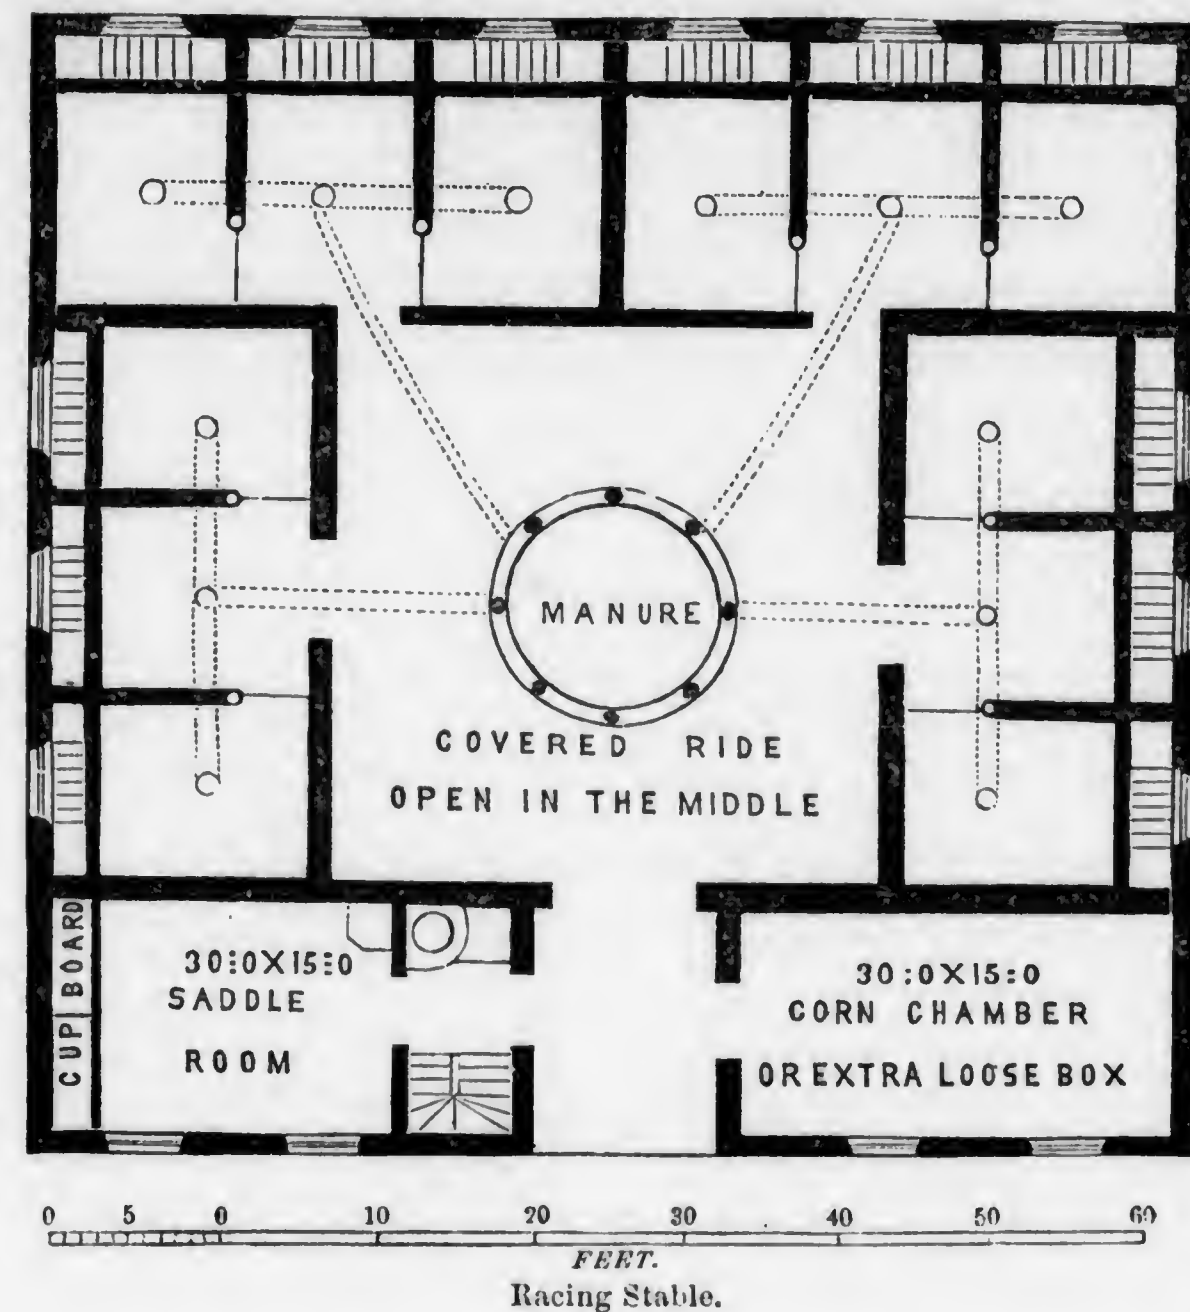 MANURE
COVERED RIDE
OPEN IN THE MIDDLE
CUP BOARD
30:0X15:0
SADDLE
ROOM
30:0X15:0
CORN CHAMBER
OR EXTRA LOOSE BOX
0 5 0 10 20 30 40 50 60
FEET.
Racing Stable.